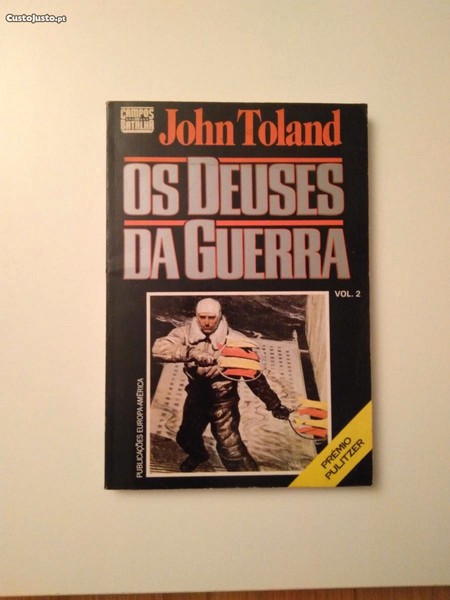 CustoJusto.pt
CAMPOS
DE
BATALHA
John Toland
OS DEUSES
DA GUERRA
VOL. 2
PUBLICAÇÕES EUROPA-AMÉRICA
PRÉMIO
PULITZER